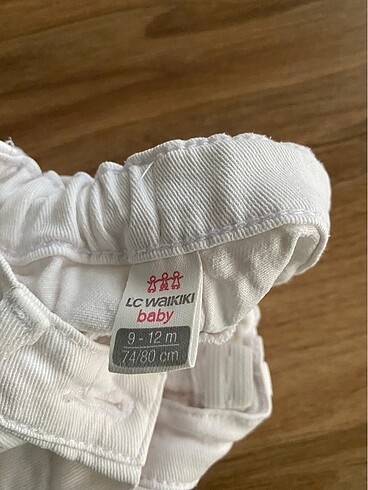 LC WAIKIKI
baby
9 - 12 m
74/80 cm